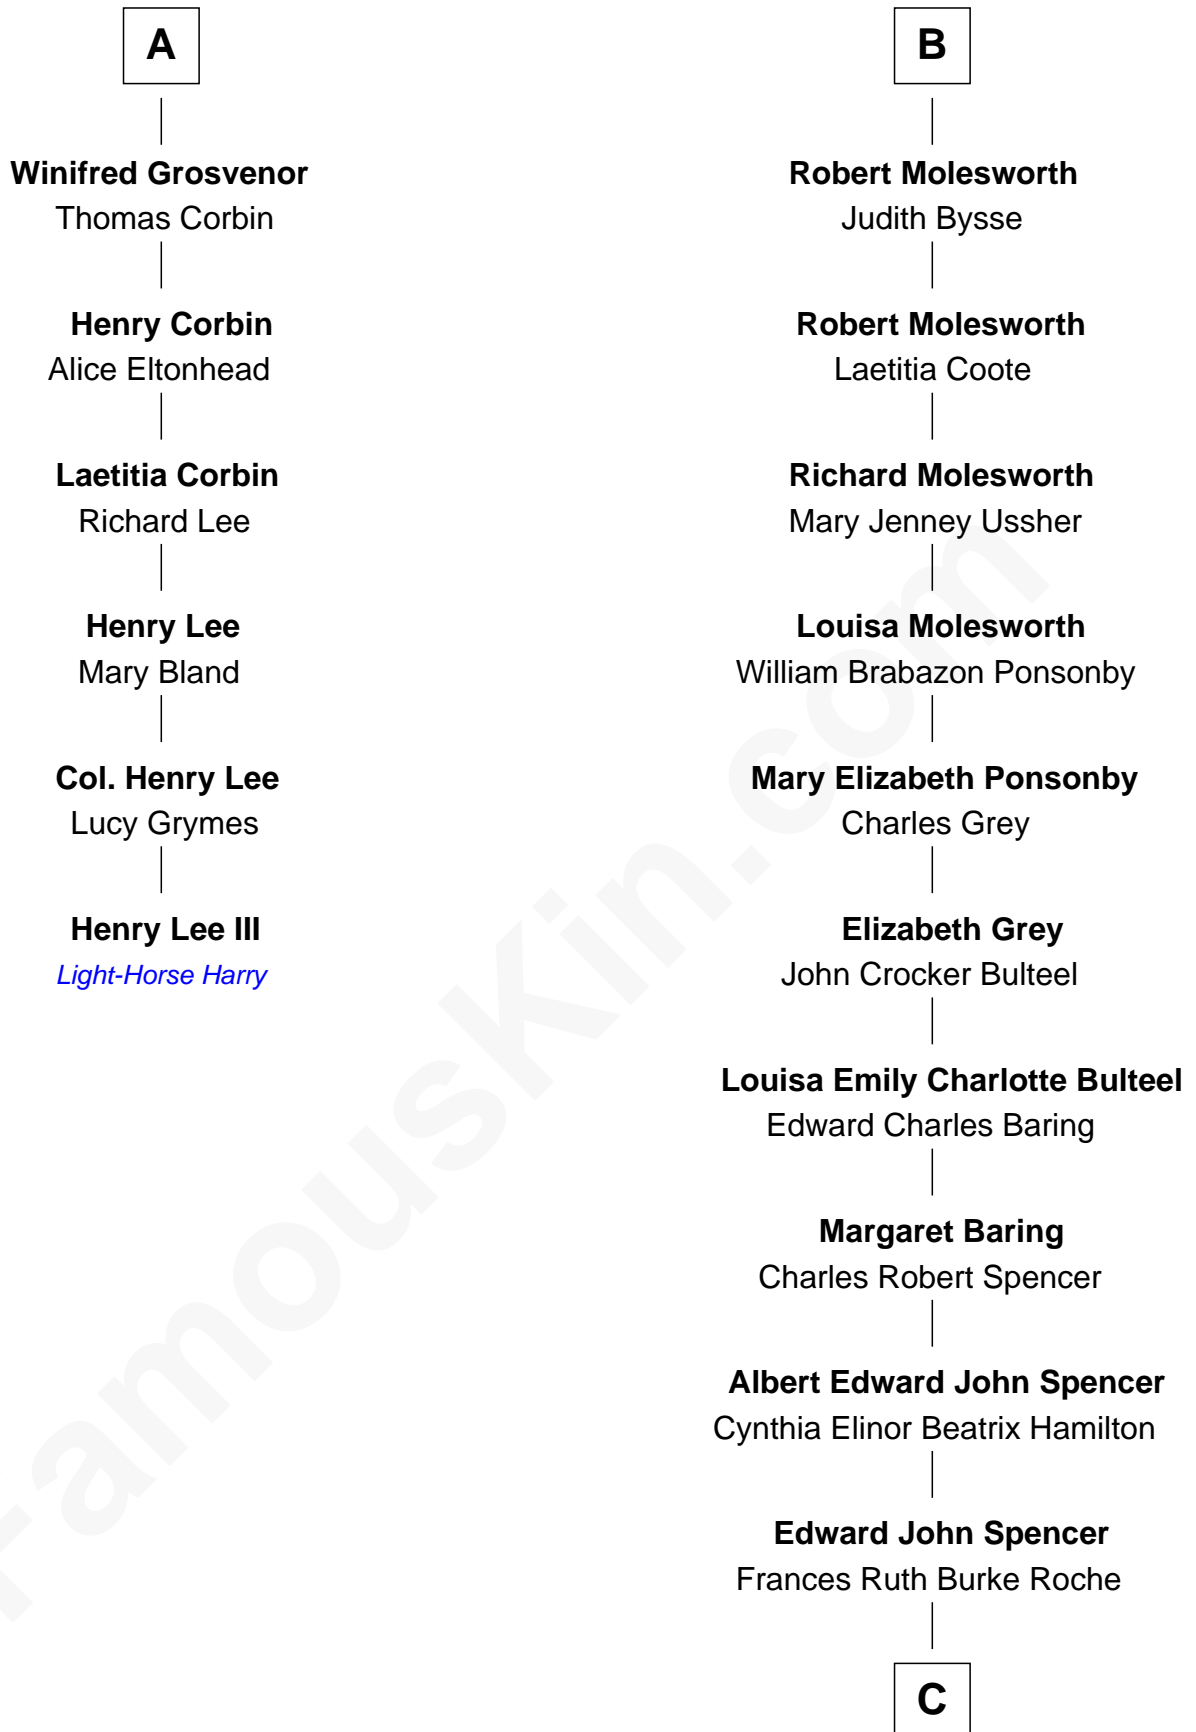 A
Winifred Grosvenor
Thomas Corbin
Henry Corbin
Alice Eltonhead
Laetitia Corbin
Richard Lee
Henry Lee
Mary Bland
Col. Henry Lee
Lucy Grymes
Henry Lee III
Light-Horse Harry
B
Robert Molesworth
Judith Bysse
Robert Molesworth
Laetitia Coote
Richard Molesworth
Mary Jenney Ussher
Louisa Molesworth
William Brabazon Ponsonby
Mary Elizabeth Ponsonby
Charles Grey
Elizabeth Grey
John Crocker Bulteel
Louisa Emily Charlotte Bulteel
Edward Charles Baring
Margaret Baring
Charles Robert Spencer
Albert Edward John Spencer
Cynthia Elinor Beatrix Hamilton
Edward John Spencer
Frances Ruth Burke Roche
C
FamousKin.com